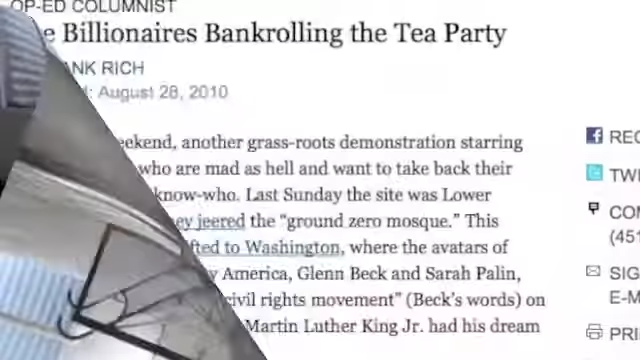 OP-ED COLUMNIST
e Billionaires Bankrolling the Tea Party
ANK RICH
: August 28, 2010
eekend, another grass-roots demonstration starring
who are mad as hell and want to take back their
know-who. Last Sunday the site was Lower
ey jeered the “ground zero mosque.” This
fted to Washington, where the avatars of
y America, Glenn Beck and Sarah Palin,
civil rights movement” (Beck’s words) on
Martin Luther King Jr. had his dream
REC
TWI
COM
(451
SIG
E-M
PRI